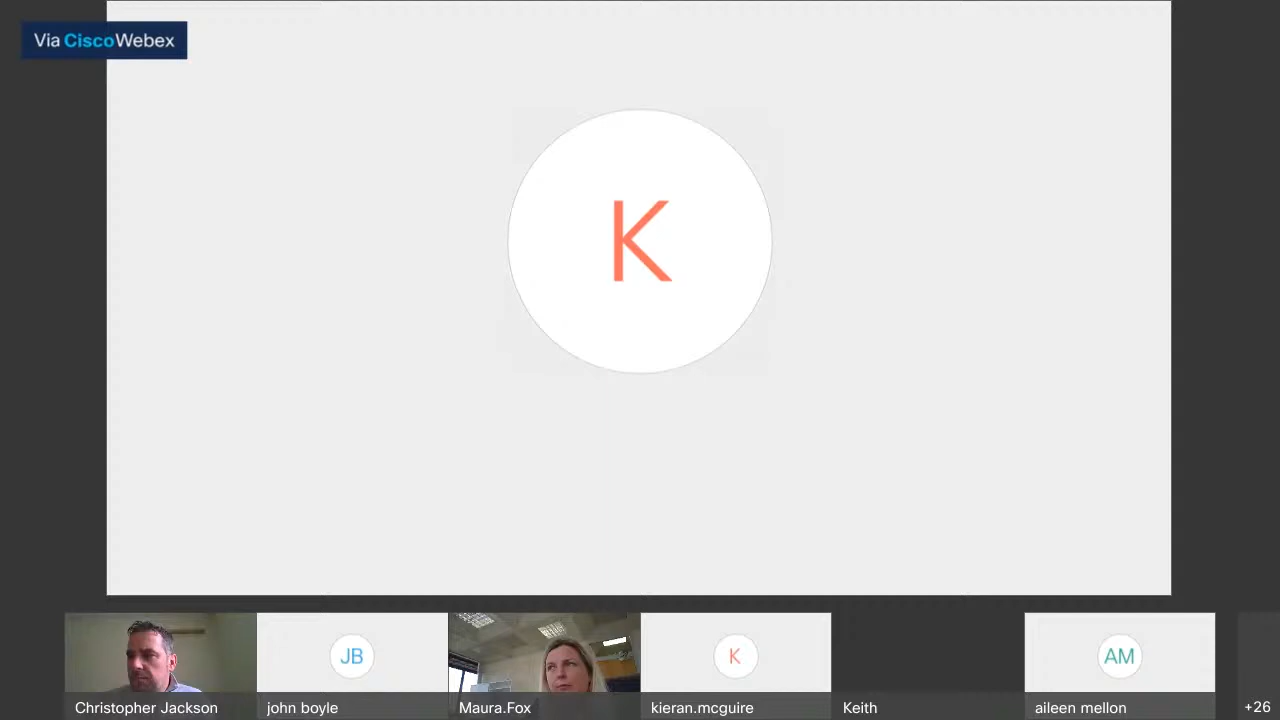 Via CiscoWebex
K
JB
K
AM
Christopher Jackson
john boyle
Maura.Fox
kieran.mcguire
Keith
aileen mellon
+26